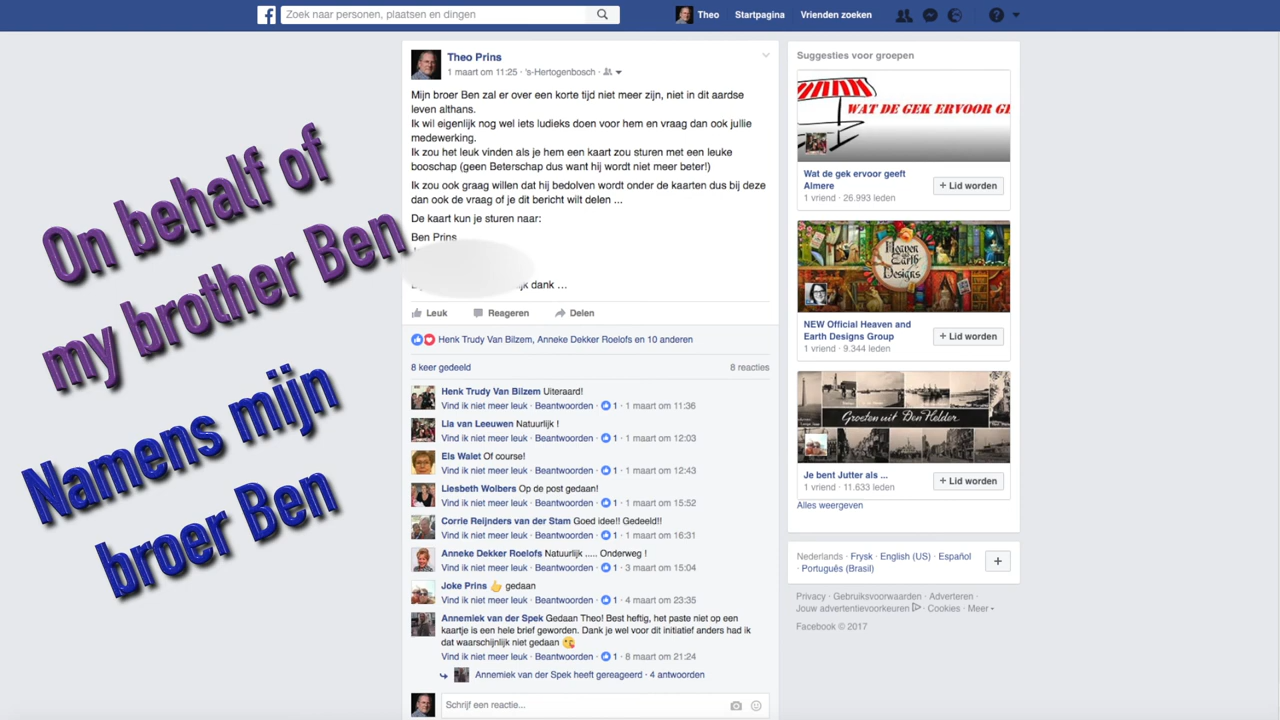 Zoek naar personen, plaatsen en dingen
Theo
Startpagina
Vrienden zoeken
On behalf of
my brother Ben
Namens mijn
broer Ben
Theo Prins
1 maart om 11:25 · 's-Hertogenbosch ·
Mijn broer Ben zal er over een korte tijd niet meer zijn, niet in dit aardse
leven althans.
Ik wil eigenlijk nog wel iets ludieks doen voor hem en vraag dan ook jullie
medewerking.
Ik zou het leuk vinden als je hem een kaart zou sturen met een leuke
booschap (geen Beterschap dus want hij wordt niet meer beter!)
Ik zou ook graag willen dat hij bedolven wordt onder de kaarten dus bij deze
dan ook de vraag of je dit bericht wilt delen ...
De kaart kun je sturen naar:
Ben Prins
dank ...
Leuk
Reageren
Delen
Henk Trudy Van Bilzem, Anneke Dekker Roelofs en 10 anderen
8 keer gedeeld
8 reacties
Henk Trudy Van Bilzem Uiteraard!
Vind ik niet meer leuk · Beantwoorden · 1 · 1 maart om 11:36
Lia van Leeuwen Natuurlijk !
Vind ik niet meer leuk · Beantwoorden · 1 · 1 maart om 12:03
Els Walet Of course!
Vind ik niet meer leuk · Beantwoorden · 1 · 1 maart om 12:43
Liesbeth Wolbers Op de post gedaan!
Vind ik niet meer leuk · Beantwoorden · 1 · 1 maart om 15:52
Corrie Reijnders van der Stam Goed idee!! Gedeeld!!
Vind ik niet meer leuk · Beantwoorden · 1 · 1 maart om 16:31
Anneke Dekker Roelofs Natuurlijk ..... Onderweg !
Vind ik niet meer leuk · Beantwoorden · 1 · 3 maart om 15:04
Joke Prins 👍 gedaan
Vind ik niet meer leuk · Beantwoorden · 1 · 4 maart om 23:35
Annemiek van der Spek Gedaan Theo! Best heftig, het paste niet op een
kaartje is een hele brief geworden. Dank je wel voor dit initiatief anders had ik
dat waarschijnlijk niet gedaan 😘
Vind ik niet meer leuk · Beantwoorden · 1 · 8 maart om 21:24
Annemiek van der Spek heeft gereageerd · 4 antwoorden
Schrijf een reactie...
Suggesties voor groepen
WAT DE GEK ERVOOR GE
Wat de gek ervoor geeft
Almere
1 vriend · 26.993 leden
+ Lid worden
Heaven
and
Earth
Designs
NEW Official Heaven and
Earth Designs Group
1 vriend · 9.344 leden
+ Lid worden
Groeten uit Den Helder
Je bent Jutter als ...
1 vriend · 11.633 leden
+ Lid worden
Alles weergeven
Nederlands · Frysk · English (US) · Español
· Português (Brasil)
+
Privacy · Gebruiksvoorwaarden · Adverteren ·
Jouw advertentievoorkeuren · Cookies · Meer
Facebook © 2017